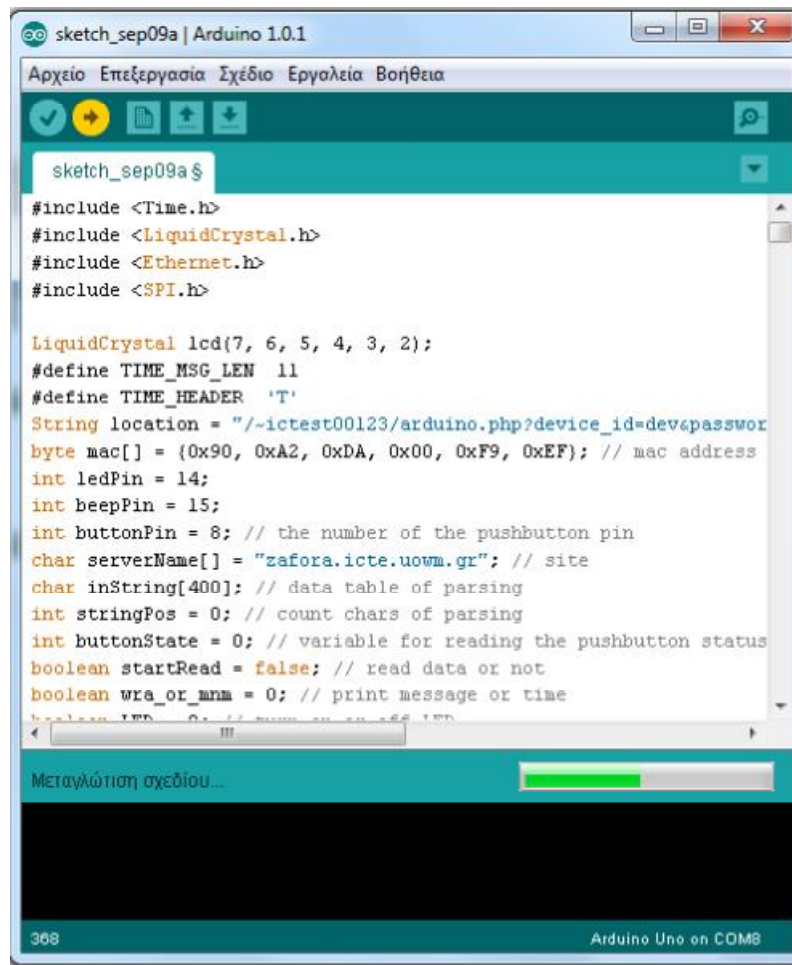 sketch_sep09a | Arduino 1.0.1
Αρχείο Επεξεργασία Σχέδιο Εργαλεία Βοήθεια
sketch_sep09a §
#include <Time.h>
#include <LiquidCrystal.h>
#include <Ethernet.h>
#include <SPI.h>
LiquidCrystal lcd(7, 6, 5, 4, 3, 2);
#define TIME_MSG_LEN  11
#define TIME_HEADER  'T'
String location = "/~ictest00123/arduino.php?device_id=dev&passwor
byte mac[] = {0x90, 0xA2, 0xDA, 0x00, 0xF9, 0xEF}; // mac address
int ledPin = 14;
int beepPin = 15;
int buttonPin = 8; // the number of the pushbutton pin
char serverName[] = "zafora.icte.uowm.gr"; // site
char inString[400]; // data table of parsing
int stringPos = 0; // count chars of parsing
int buttonState = 0; // variable for reading the pushbutton status
boolean startRead = false; // read data or not
boolean wra_or_mnm = 0; // print message or time
Μεταγλώτιση σχεδίου...
368
Arduino Uno on COM8